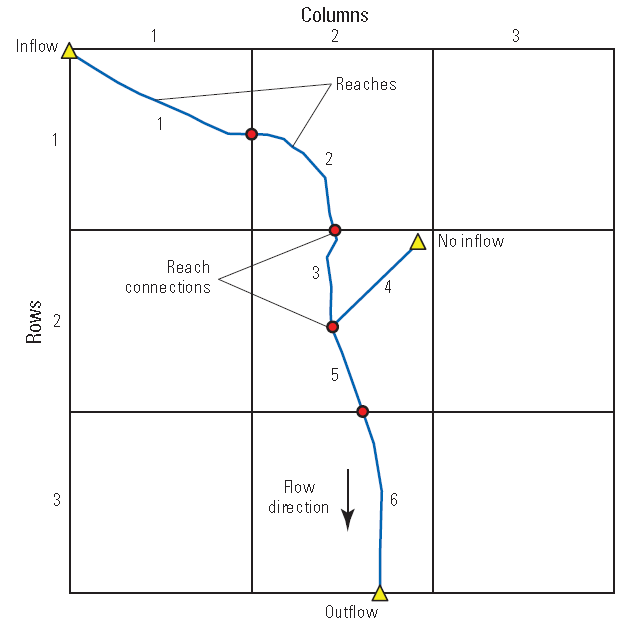 Columns
Inflow
1
2
3
Reaches
1
1
2
No inflow
Reach
connections
3
4
Rows
2
5
Flow
direction
3
6
Outflow